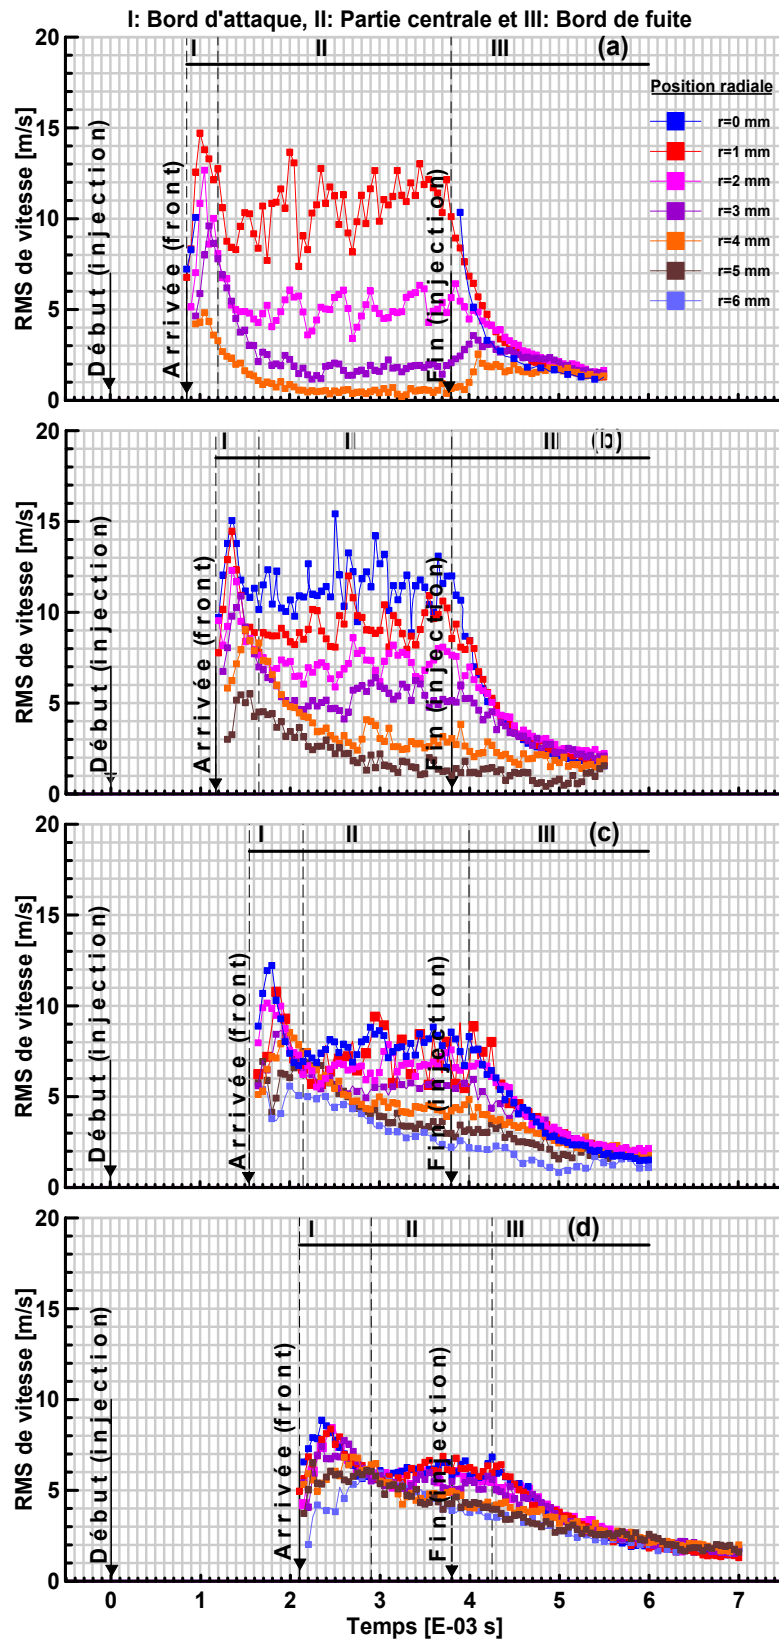 I: Bord d'attaque, II: Partie centrale et III: Bord de fuite
20
15
10
5
0
RMS de vitesse [m/s]
I
II
III
(a)
Début (injection)
Arrivée (front)
Fin (injection)
Position radiale
r=0 mm
r=1 mm
r=2 mm
r=3 mm
r=4 mm
r=5 mm
r=6 mm
20
15
10
5
0
RMS de vitesse [m/s]
I
II
III
(b)
Début (injection)
Arrivée (front)
Fin (injection)
20
15
10
5
0
RMS de vitesse [m/s]
I
II
III
(c)
Début (injection)
Arrivée (front)
Fin (injection)
20
15
10
5
0
RMS de vitesse [m/s]
I
II
III
(d)
Début (injection)
Arrivée (front)
Fin (injection)
0 1 2 3 4 5 6 7
Temps [E-03 s]